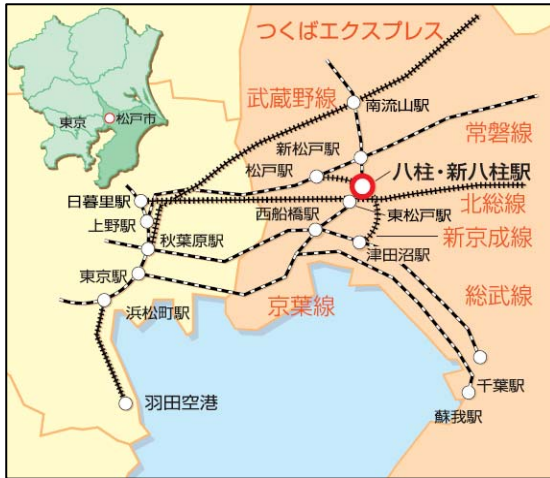 つくばエクスプレス
武蔵野線
南流山駅
東京
松戸市
新松戸駅
常磐線
松戸駅
八柱・新八柱駅
日暮里駅
北総線
西船橋駅
東松戸駅
上野駅
新京成線
秋葉原駅
津田沼駅
東京駅
京葉線
総武線
浜松町駅
千葉駅
羽田空港
蘇我駅